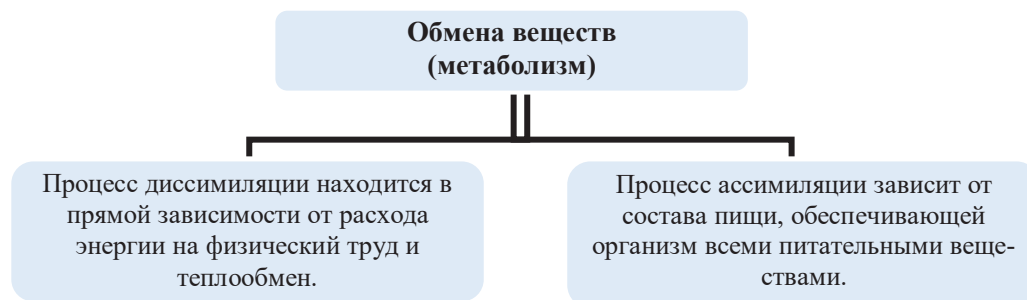 Обмена веществ
(метаболизм)
Процесс диссимиляции находится в
прямой зависимости от расхода
энергии на физический труд и
теплообмен.
Процесс ассимиляции зависит от
состава пищи, обеспечивающей
организм всеми питательными веще-
ствами.